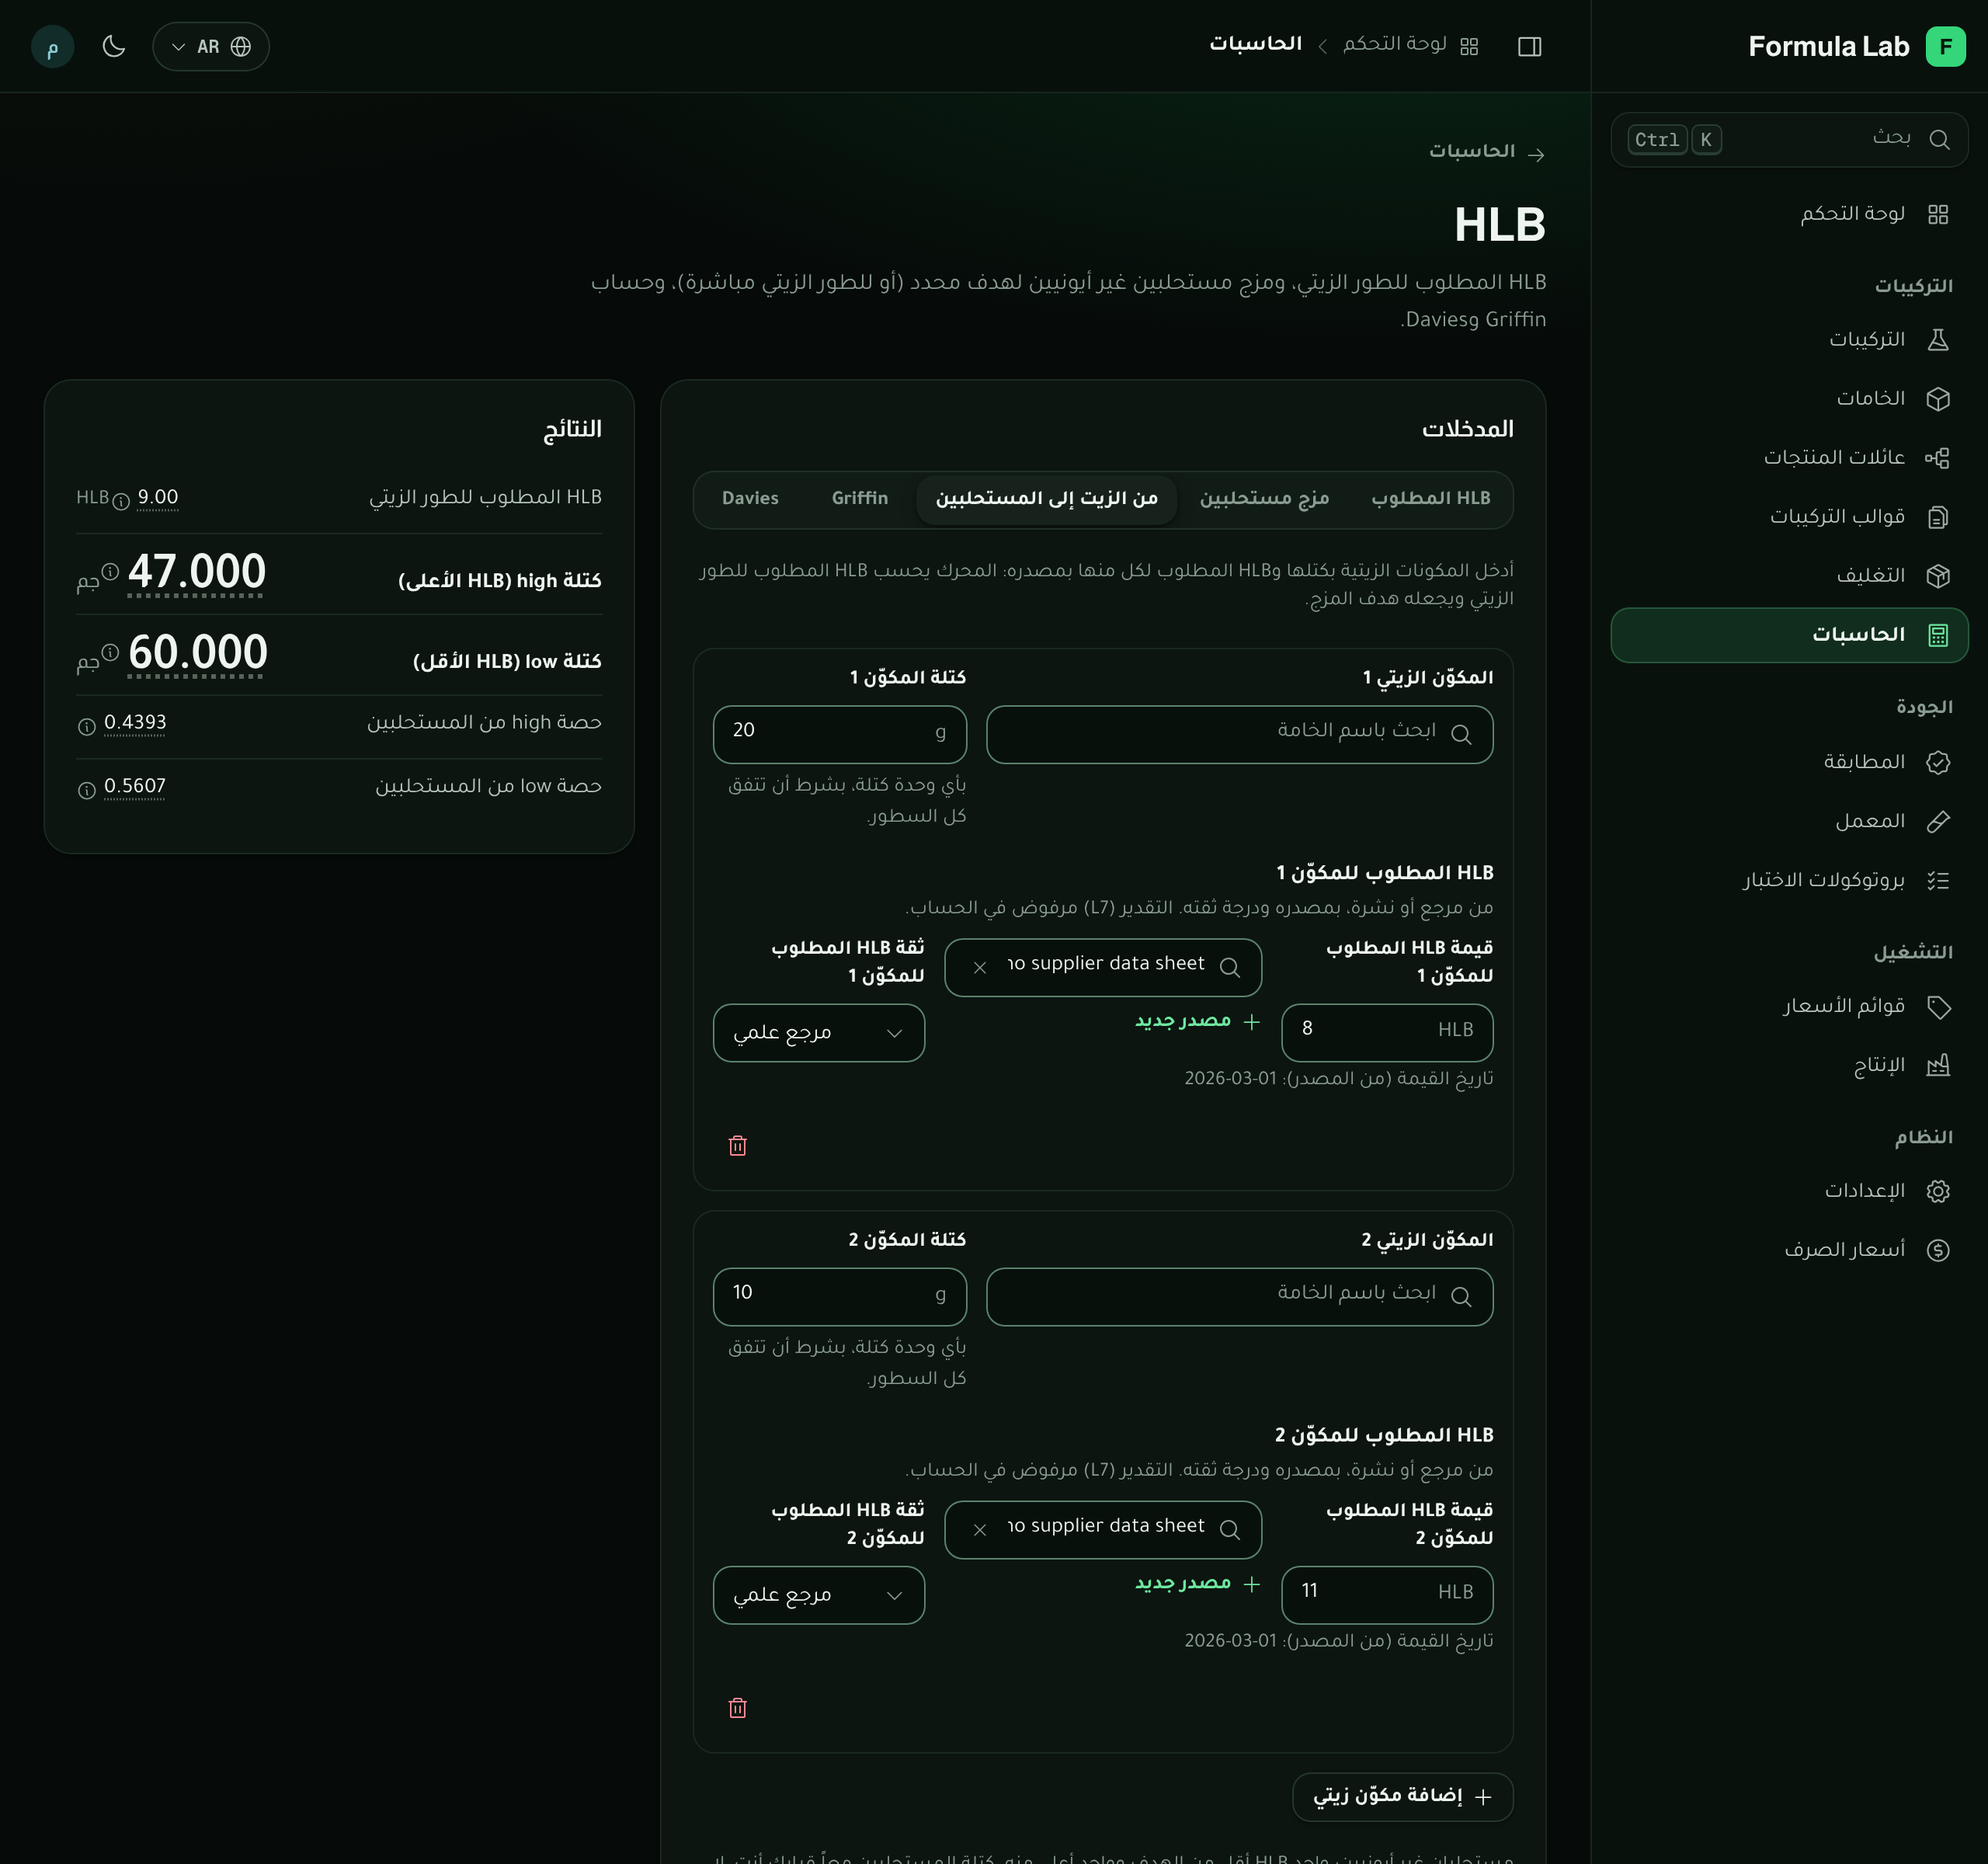 F Formula Lab
بحث
Ctrl K
لوحة التحكم
التركيبات
التركيبات
الخامات
عائلات المنتجات
قوالب التركيبات
التغليف
الحاسبات
الجودة
المطابقة
المعمل
بروتوكولات الاختبار
التشغيل
قوائم الأسعار
الإنتاج
النظام
الإعدادات
أسعار الصرف
لوحة التحكم
الحاسبات
AR
م
الحاسبات
HLB
HLB المطلوب للطور الزيتي، ومزج مستحلبين غير أيونيين لهدف محدد (أو للطور الزيتي مباشرة)، وحساب
Griffin وDavies.
المدخلات
HLB المطلوب
مزج مستحلبين
من الزيت إلى المستحلبين
Griffin
Davies
أدخل المكونات الزيتية بكتلها وHLB المطلوب لكل منها بمصدره: المحرك يحسب HLB المطلوب للطور
الزيتي ويجعله هدف المزج.
المكوّن الزيتي 1
ابحث باسم الخامة
كتلة المكوّن 1
20 g
بأي وحدة كتلة، بشرط أن تتفق
كل السطور.
HLB المطلوب للمكوّن 1
من مرجع أو نشرة، بمصدره ودرجة ثقته. التقدير (L7) مرفوض في الحساب.
قيمة HLB المطلوب
للمكوّن 1
8 HLB
no supplier data sheet
مصدر جديد
ثقة HLB المطلوب
للمكوّن 1
مرجع علمي
تاريخ القيمة (من المصدر): 2026-03-01
المكوّن الزيتي 2
ابحث باسم الخامة
كتلة المكوّن 2
10 g
بأي وحدة كتلة، بشرط أن تتفق
كل السطور.
HLB المطلوب للمكوّن 2
من مرجع أو نشرة، بمصدره ودرجة ثقته. التقدير (L7) مرفوض في الحساب.
قيمة HLB المطلوب
للمكوّن 2
11 HLB
no supplier data sheet
مصدر جديد
ثقة HLB المطلوب
للمكوّن 2
مرجع علمي
تاريخ القيمة (من المصدر): 2026-03-01
إضافة مكوّن زيتي
النتائج
HLB المطلوب للطور الزيتي
9.00 HLB
كتلة high (HLB الأعلى)
47.000 جم
كتلة low (HLB الأقل)
60.000 جم
حصة high من المستحلبين
0.4393
حصة low من المستحلبين
0.5607